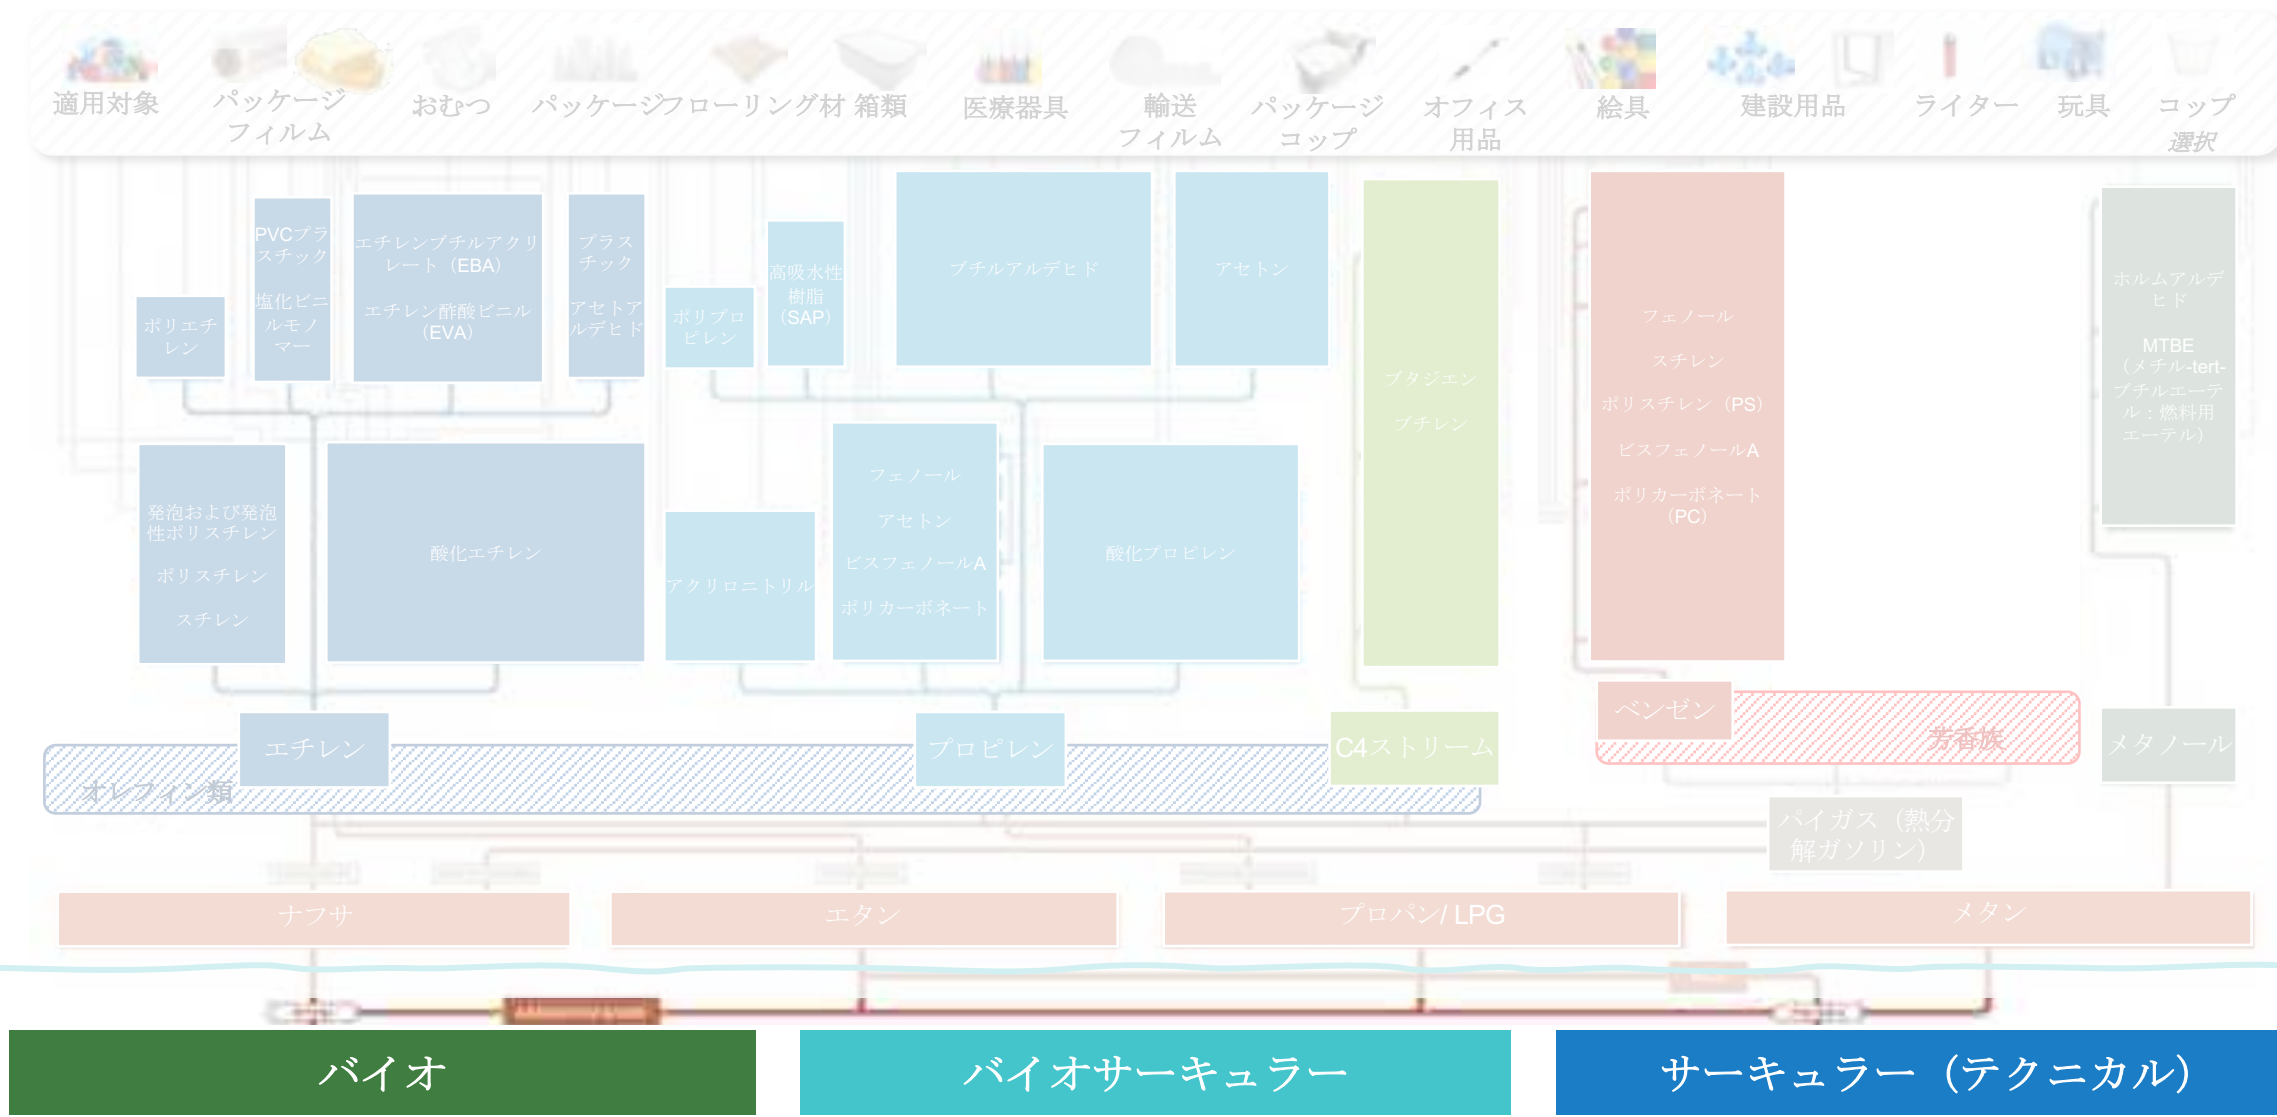 適用対象
パッケージ
フィルム
おむつ
パッケージ
フローリング材
箱類
医療器具
輸送
フィルム
パッケージ
コップ
オフィス
用品
絵具
建設用品
ライター
玩具
コップ
選択
ポリエチ
レン
PVCプラ
スチック
塩化ビニ
ルモノ
マー
エチレンブチルアクリ
レート（EBA）
エチレン酢酸ビニル
（EVA）
プラス
チック
アセトア
ルデヒド
ポリプロ
ピレン
高吸水性
樹脂
（SAP）
ブチルアルデヒド
アセトン
ブタジエン
ブチレン
フェノール
スチレン
ポリスチレン（PS）
ビスフェノールA
ポリカーボネート
（PC）
ホルムアルデ
ヒド
MTBE
（メチル-tert-
ブチルエーテ
ル：燃料用
エーテル）
発泡および発泡
性ポリスチレン
ポリスチレン
スチレン
酸化エチレン
アクリロニトリル
フェノール
アセトン
ビスフェノールA
ポリカーボネート
酸化プロピレン
エチレン
プロピレン
C4ストリーム
ベンゼン
芳香族
メタノール
オレフィン類
パイガス（熱分
解ガソリン）
ナフサ
エタン
プロパン/ LPG
メタン
バイオ
バイオサーキュラー
サーキュラー（テクニカル）